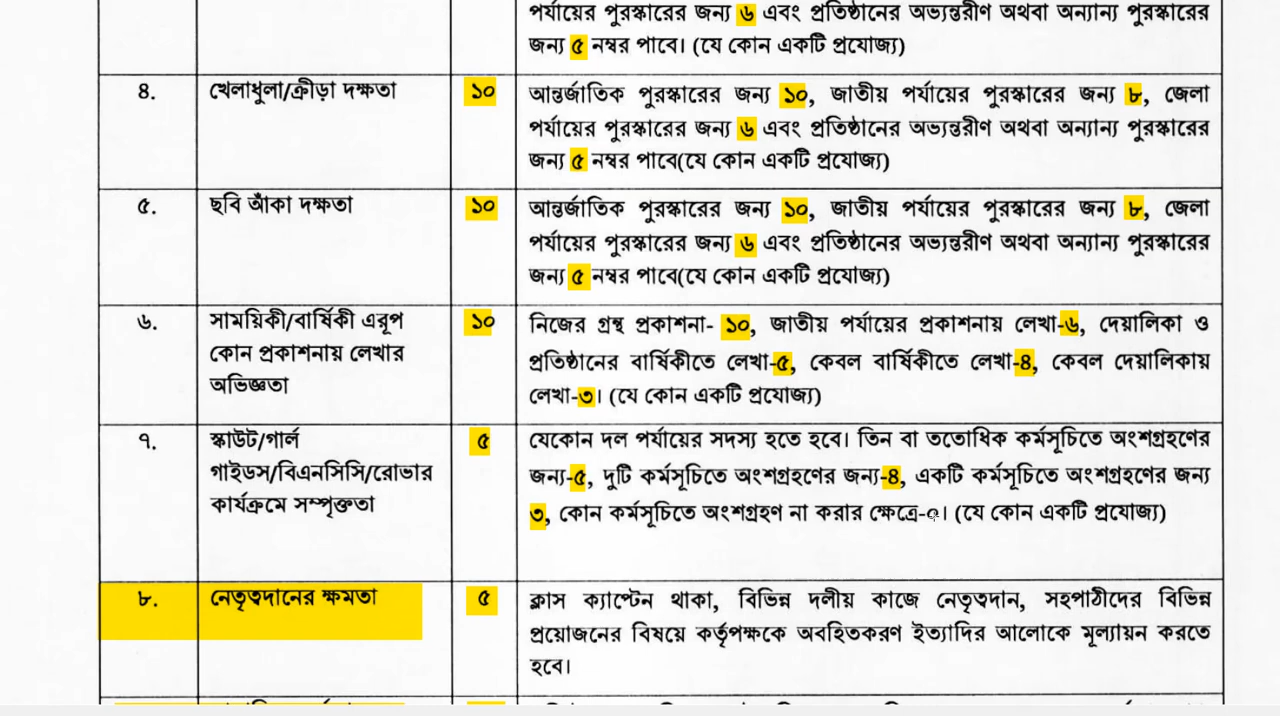 পর্যায়ের পুরস্কারের জন্য ৬ এবং প্রতিষ্ঠানের অভ্যন্তরীণ অথবা অন্যান্য পুরস্কারের
জন্য ৫ নম্বর পাবে। (যে কোন একটি প্রযোজ্য)
৪.
খেলাধুলা/ক্রীড়া দক্ষতা
১০
আন্তর্জাতিক পুরস্কারের জন্য ১০, জাতীয় পর্যায়ের পুরস্কারের জন্য ৮, জেলা
পর্যায়ের পুরস্কারের জন্য ৬ এবং প্রতিষ্ঠানের অভ্যন্তরীণ অথবা অন্যান্য পুরস্কারের
জন্য ৫ নম্বর পাবে(যে কোন একটি প্রযোজ্য)
৫.
ছবি আঁকা দক্ষতা
১০
আন্তর্জাতিক পুরস্কারের জন্য ১০, জাতীয় পর্যায়ের পুরস্কারের জন্য ৮, জেলা
পর্যায়ের পুরস্কারের জন্য ৬ এবং প্রতিষ্ঠানের অভ্যন্তরীণ অথবা অন্যান্য পুরস্কারের
জন্য ৫ নম্বর পাবে(যে কোন একটি প্রযোজ্য)
৬.
সাময়িকী/বার্ষিকী এরূপ
কোন প্রকাশনায় লেখার
অভিজ্ঞতা
১০
নিজের গ্রন্থ প্রকাশনা- ১০, জাতীয় পর্যায়ের প্রকাশনায় লেখা-৬, দেয়ালিকা ও
প্রতিষ্ঠানের বার্ষিকীতে লেখা-৫, কেবল বার্ষিকীতে লেখা-৪, কেবল দেয়ালিকায়
লেখা-৩। (যে কোন একটি প্রযোজ্য)
৭.
স্কাউট/গার্ল
গাইডস/বিএনসিসি/রোভার
কার্যক্রমে সম্পৃক্ততা
৫
যেকোন দল পর্যায়ের সদস্য হতে হবে। তিন বা ততোধিক কর্মসূচিতে অংশগ্রহণের
জন্য-৫, দুটি কর্মসূচিতে অংশগ্রহণের জন্য-৪, একটি কর্মসূচিতে অংশগ্রহণের জন্য
৩, কোন কর্মসূচিতে অংশগ্রহণ না করার ক্ষেত্রে-০। (যে কোন একটি প্রযোজ্য)
৮.
নেতৃত্বদানের ক্ষমতা
৫
ক্লাস ক্যাপ্টেন থাকা, বিভিন্ন দলীয় কাজে নেতৃত্বদান, সহপাঠীদের বিভিন্ন
প্রয়োজনের বিষয়ে কর্তৃপক্ষকে অবহিতকরণ ইত্যাদির আলোকে মূল্যায়ন করতে
হবে।